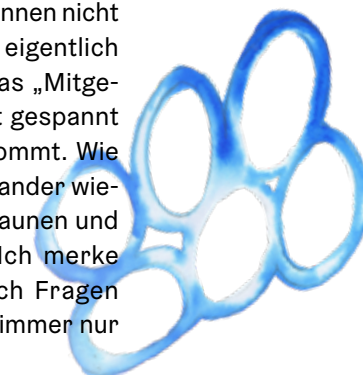 nnen nicht
eigentlich
as „Mitge-
t gespannt
ommt. Wie
ander wie-
aunen und
Ich merke
ch Fragen
immer nur